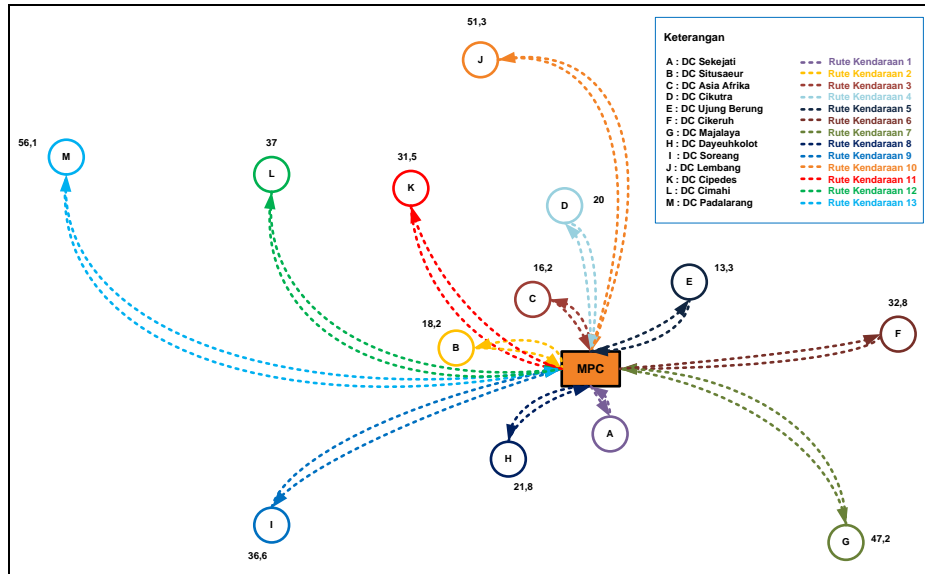 51,3
J
Keterangan
A : DC Sekejati Rute Kendaraan 1
B : DC Situsaeur Rute Kendaraan 2
C : DC Asia Afrika Rute Kendaraan 3
D : DC Cikutra Rute Kendaraan 4
E : DC Ujung Berung Rute Kendaraan 5
F : DC Cikeruh Rute Kendaraan 6
G : DC Majalaya Rute Kendaraan 7
H : DC Dayeuhkolot Rute Kendaraan 8
I : DC Soreang Rute Kendaraan 9
J : DC Lembang Rute Kendaraan 10
K : DC Cipedes Rute Kendaraan 11
L : DC Cimahi Rute Kendaraan 12
M : DC Padalarang Rute Kendaraan 13
56,1
M
37
L
31,5
K
20
D
16,2
C
13,3
E
18,2
B
32,8
F
MPC
A
H
21,8
I
36,6
G
47,2